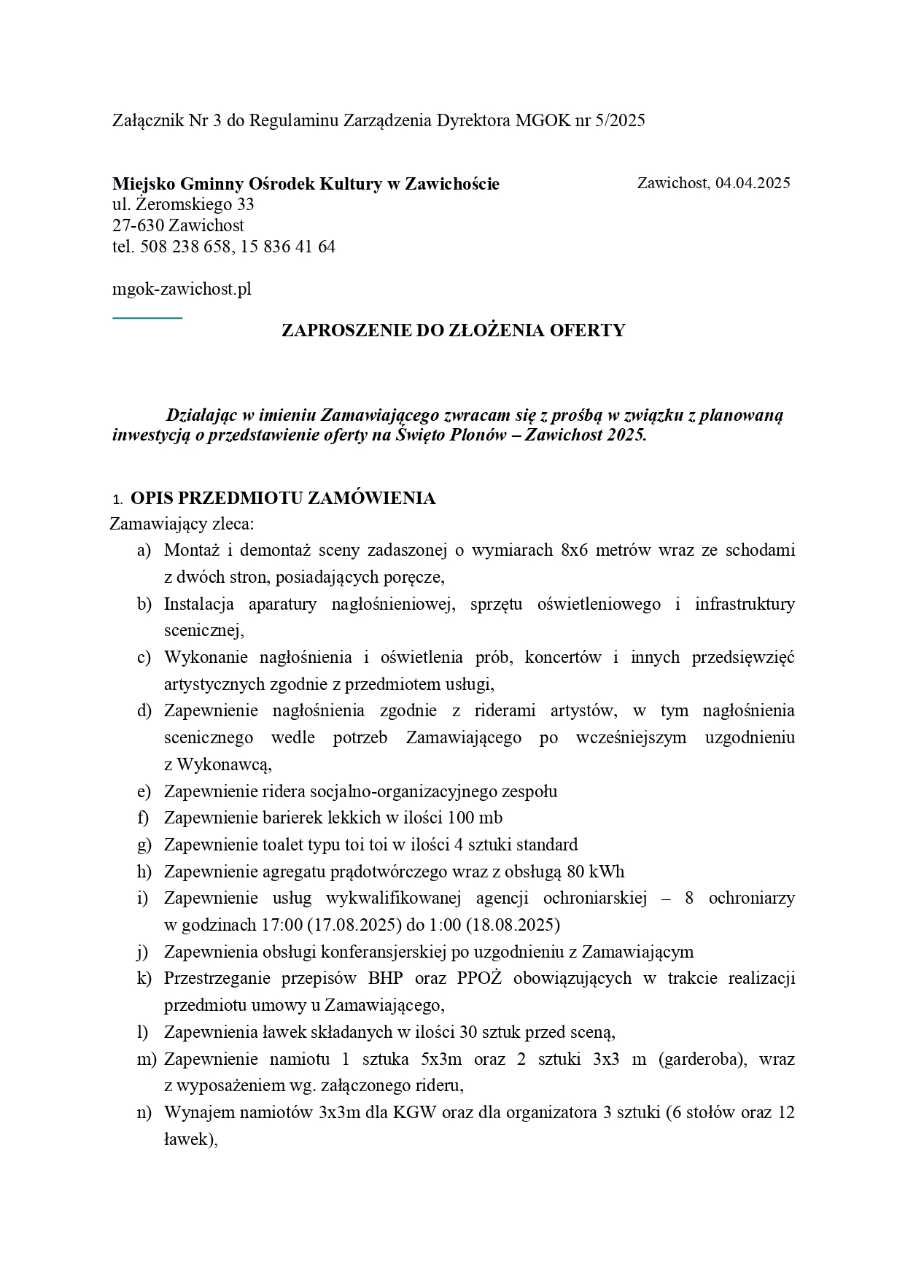 Załącznik Nr 3 do Regulaminu Zarządzenia Dyrektora MGOK nr 5/2025
Miejsko Gminny Ośrodek Kultury w Zawichoście
Zawichost, 04.04.2025
ul. Żeromskiego 33
27-630 Zawichost
tel. 508 238 658, 15 836 41 64
mgok-zawichost.pl
ZAPROSZENIE DO ZŁOŻENIA OFERTY
Działając w imieniu Zamawiającego zwracam się z prośbą w związku z planowaną
inwestycją o przedstawienie oferty na Święto Plonów – Zawichost 2025.
1. OPIS PRZEDMIOTU ZAMÓWIENIA
Zamawiający zleca:
a) Montaż i demontaż sceny zadaszonej o wymiarach 8x6 metrów wraz ze schodami
z dwóch stron, posiadających poręcze,
b) Instalacja aparatury nagłośnieniowej, sprzętu oświetleniowego i infrastruktury
scenicznej,
c) Wykonanie nagłośnienia i oświetlenia prób, koncertów i innych przedsięwzięć
artystycznych zgodnie z przedmiotem usługi,
d) Zapewnienie nagłośnienia zgodnie z riderami artystów, w tym nagłośnienia
scenicznego wedle potrzeb Zamawiającego po wcześniejszym uzgodnieniu
z Wykonawcą,
e) Zapewnienie ridera socjalno-organizacyjnego zespołu
f) Zapewnienie barierek lekkich w ilości 100 mb
g) Zapewnienie toalet typu toi toi w ilości 4 sztuki standard
h) Zapewnienie agregatu prądotwórczego wraz z obsługą 80 kWh
i) Zapewnienie usług wykwalifikowanej agencji ochroniarskiej – 8 ochroniarzy
w godzinach 17:00 (17.08.2025) do 1:00 (18.08.2025)
j) Zapewnienia obsługi konferansjerskiej po uzgodnieniu z Zamawiającym
k) Przestrzeganie przepisów BHP oraz PPOŻ obowiązujących w trakcie realizacji
przedmiotu umowy u Zamawiającego,
l) Zapewnienia ławek składanych w ilości 30 sztuk przed sceną,
m) Zapewnienie namiotu 1 sztuka 5x3m oraz 2 sztuki 3x3 m (garderoba), wraz
z wyposażeniem wg. załączonego rideru,
n) Wynajem namiotów 3x3m dla KGW oraz dla organizatora 3 sztuki (6 stołów oraz 12
ławek),